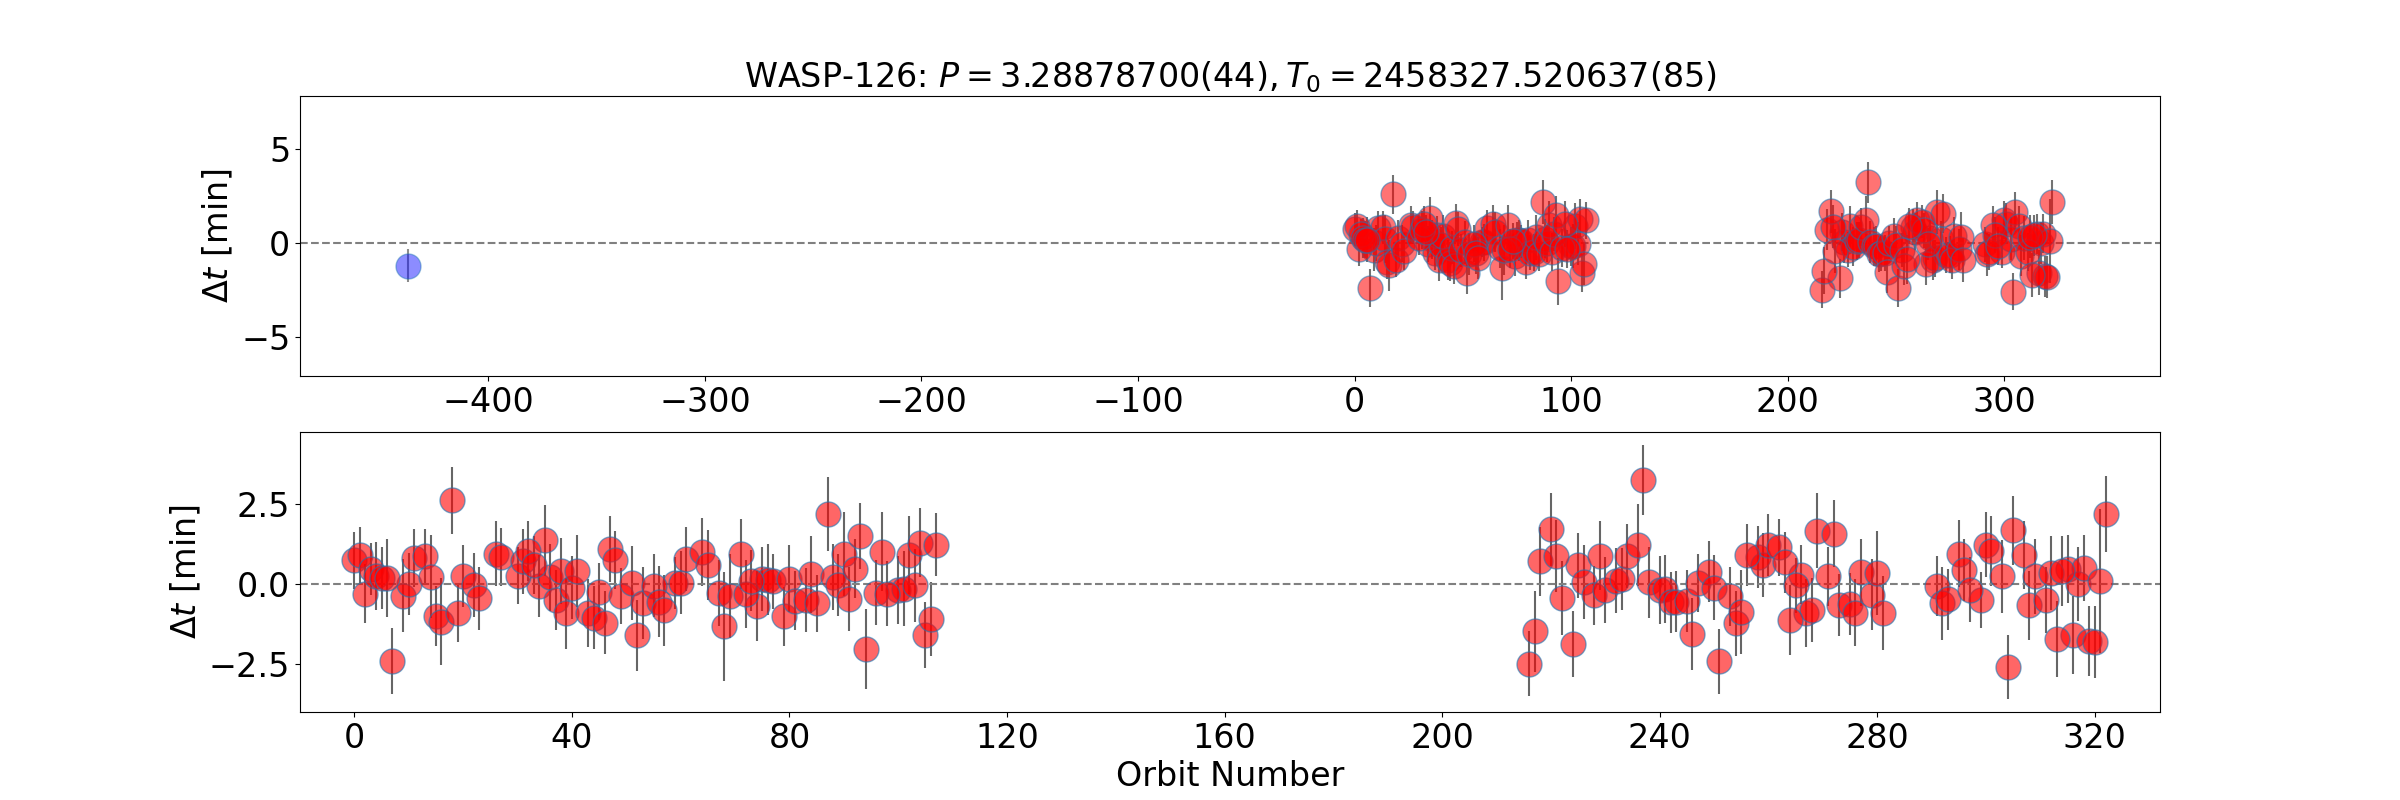 WASP-126: P = 3.28878700(44), T₀ = 2458327.520637(85)
Δt [min]
5
0
−5
−400 −300 −200 −100 0 100 200 300
Δt [min]
2.5
0.0
−2.5
0 40 80 120 160 200 240 280 320
Orbit Number